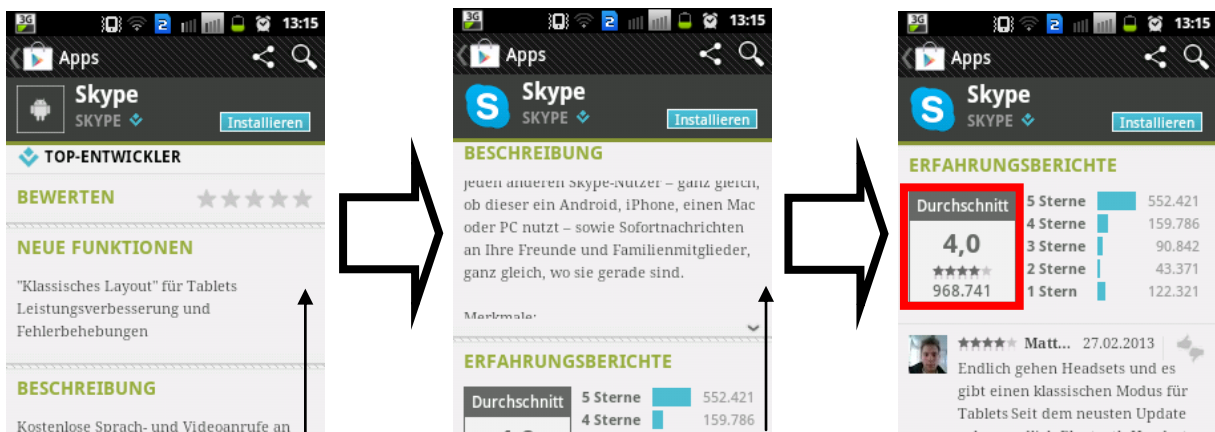 3G
2
13:15
Apps
Skype
SKYPE
Installieren
TOP-ENTWICKLER
BEWERTEN
NEUE FUNKTIONEN
"Klassisches Layout" für Tablets
Leistungsverbesserung und
Fehlerbehebungen
BESCHREIBUNG
Kostenlose Sprach- und Videoanrufe an
3G
2
13:15
Apps
S
Skype
SKYPE
Installieren
BESCHREIBUNG
jeden anderen Skype-Nutzer – ganz gleich,
ob dieser ein Android, iPhone, einen Mac
oder PC nutzt – sowie Sofortnachrichten
an Ihre Freunde und Familienmitglieder,
ganz gleich, wo sie gerade sind.
Merkmale:
ERFAHRUNGSBERICHTE
Durchschnitt
5 Sterne 552.421
4 Sterne 159.786
3G
2
13:15
Apps
S
Skype
SKYPE
Installieren
ERFAHRUNGSBERICHTE
Durchschnitt
4,0
968.741
5 Sterne 552.421
4 Sterne 159.786
3 Sterne 90.842
2 Sterne 43.371
1 Stern 122.321
Matt... 27.02.2013
Endlich gehen Headsets und es
gibt einen klassischen Modus für
Tablets Seit dem neusten Update